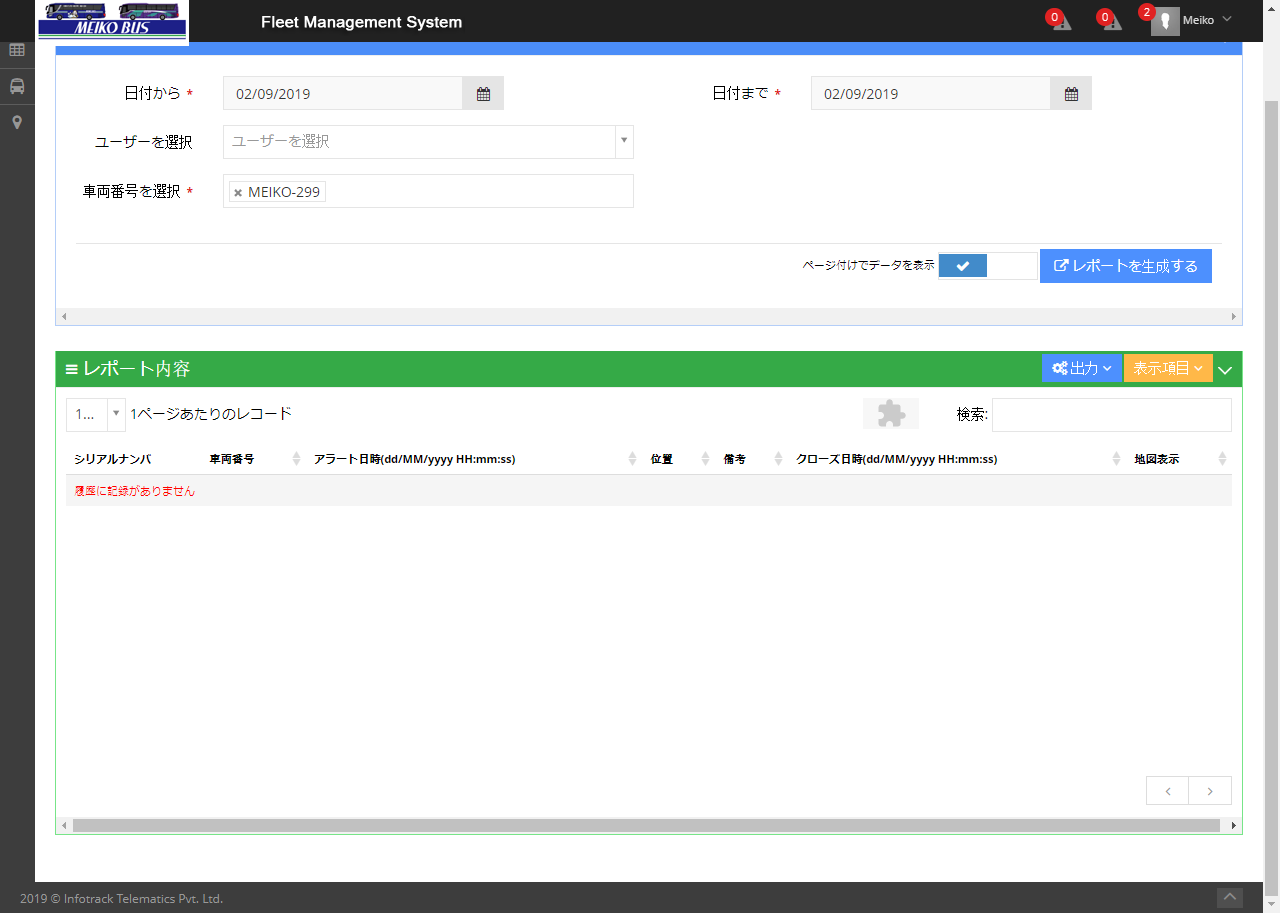 MEIKO BUS
Fleet Management System
0
0
2
Meiko
日付から *
02/09/2019
日付まで *
02/09/2019
ユーザーを選択
ユーザーを選択
車両番号を選択 *
× MEIKO-299
ページ付けでデータを表示
レポートを生成する
レポート内容
出力
表示項目
1...
1ページあたりのレコード
検索:
シリアルナンバ 車両番号 アラート日時(dd/MM/yyyy HH:mm:ss) 位置 備考 クローズ日時(dd/MM/yyyy HH:mm:ss) 地図表示
履歴に記録がありません
2019 © Infotrack Telematics Pvt. Ltd.